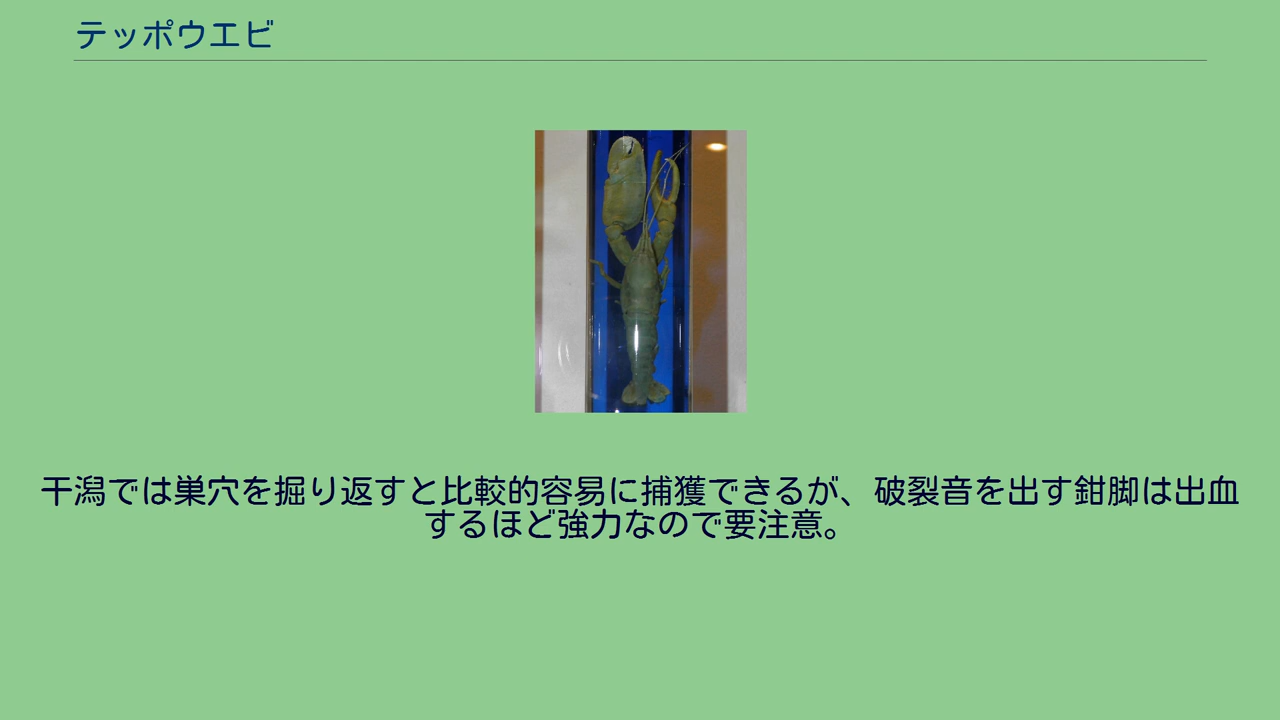 テッポウエビ
干潟では巣穴を掘り返すと比較的容易に捕獲できるが、破裂音を出す鉗脚は出血
するほど強力なので要注意。